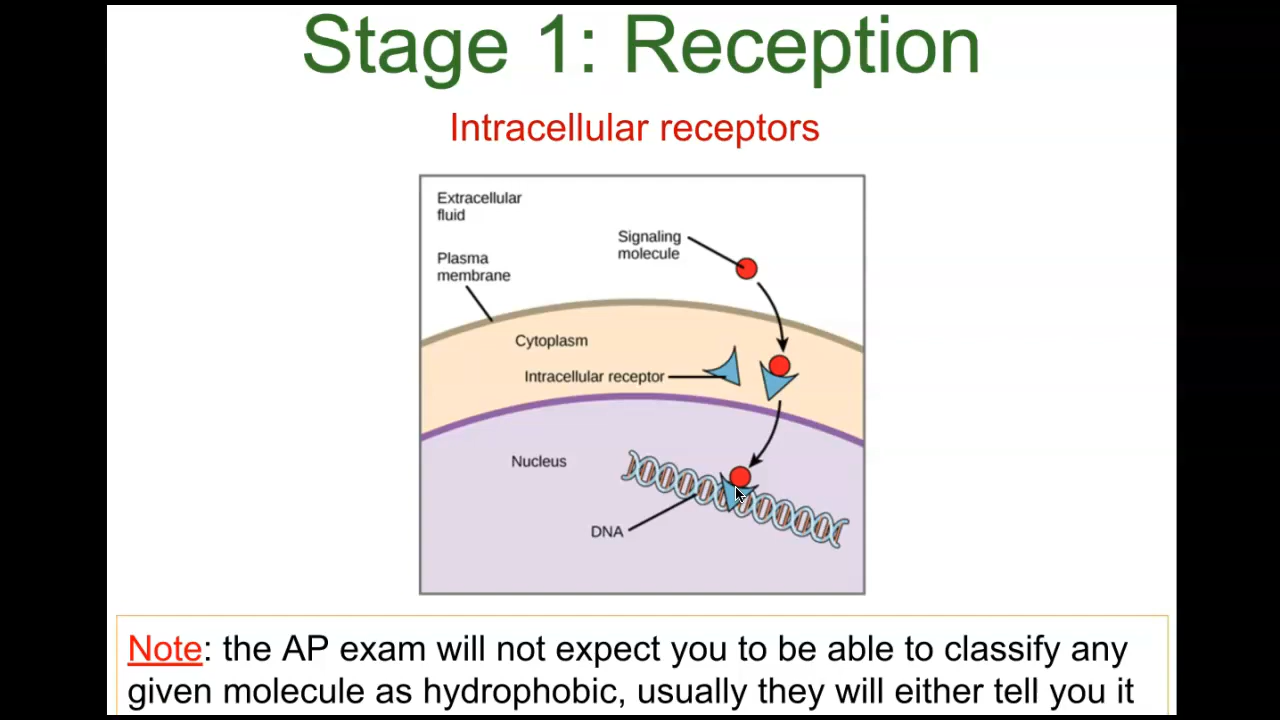 Stage 1: Reception
Intracellular receptors
Extracellular
fluid
Signaling
molecule
Plasma
membrane
Cytoplasm
Intracellular receptor
Nucleus
DNA
Note: the AP exam will not expect you to be able to classify any
given molecule as hydrophobic, usually they will either tell you it